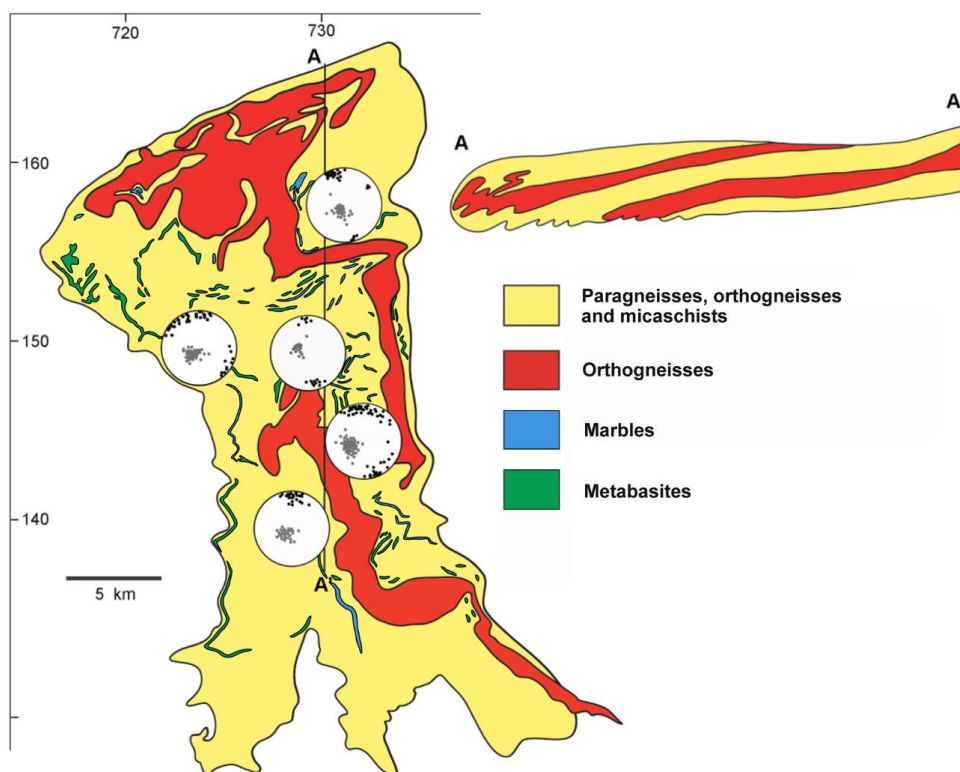 720
730
A
160
150
140
A'
5 km
A
A
Paragneisses, orthogneisses
and micaschists
Orthogneisses
Marbles
Metabasites